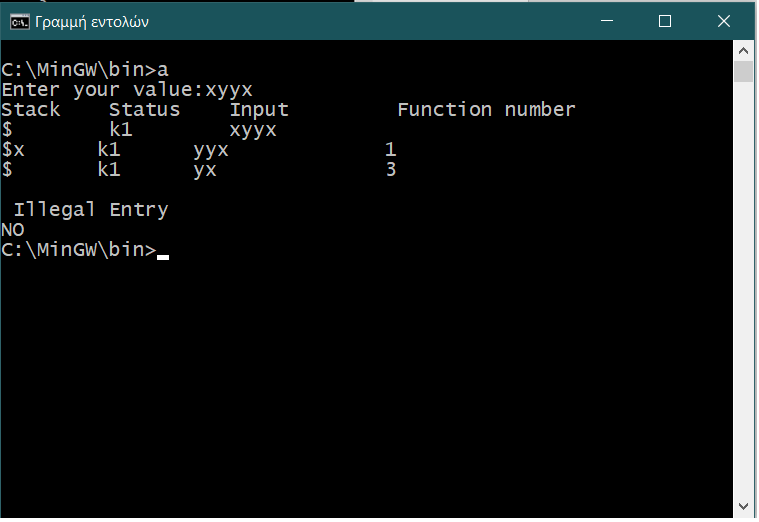 Γραμμή εντολών
C:\MinGW\bin>a
Enter your value:xyyx
Stack    Status    Input         Function number
$        k1        xyyx
$x      k1      yyx             1
$       k1      yx              3
 Illegal Entry
NO
C:\MinGW\bin>